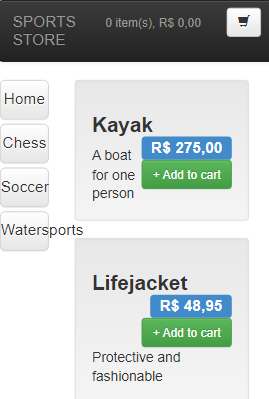 SPORTS STORE
0 item(s), R$ 0,00
Home
Chess
Soccer
Watersports
Kayak
R$ 275,00
A boat for one person
+ Add to cart
Lifejacket
R$ 48,95
+ Add to cart
Protective and
fashionable